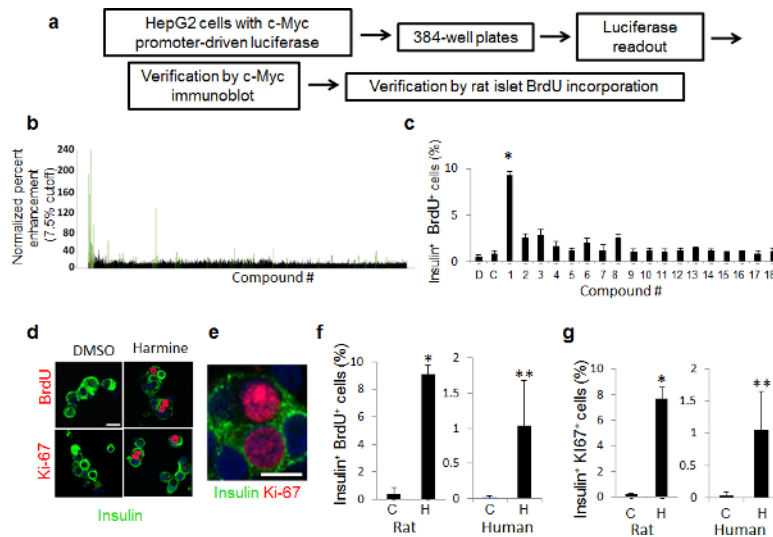 a
HepG2 cells with c-Myc
promoter-driven luciferase
384-well plates
Luciferase
readout
Verification by c-Myc
immunoblot
Verification by rat islet BrdU incorporation
b
Normalized percent
enhancement
(7.5% cutoff)
240
200
160
120
80
40
0
Compound #
c
Insulin+ BrdU+ cells (%)
10
5
0
*
D C 1 2 3 4 5 6 7 8 9 10 11 12 13 14 15 16 17 18
Compound #
d
DMSO
Harmine
BrdU
Ki-67
Insulin
e
Insulin Ki-67
f
Insulin+ BrdU+ cells (%)
10
8
6
4
2
0
*
C H
Rat
2
1.5
1
0.5
0
**
C H
Human
g
Insulin+ KI67+ cells (%)
10
8
6
4
2
0
*
C H
Rat
2
1.5
1
0.5
0
**
C H
Human